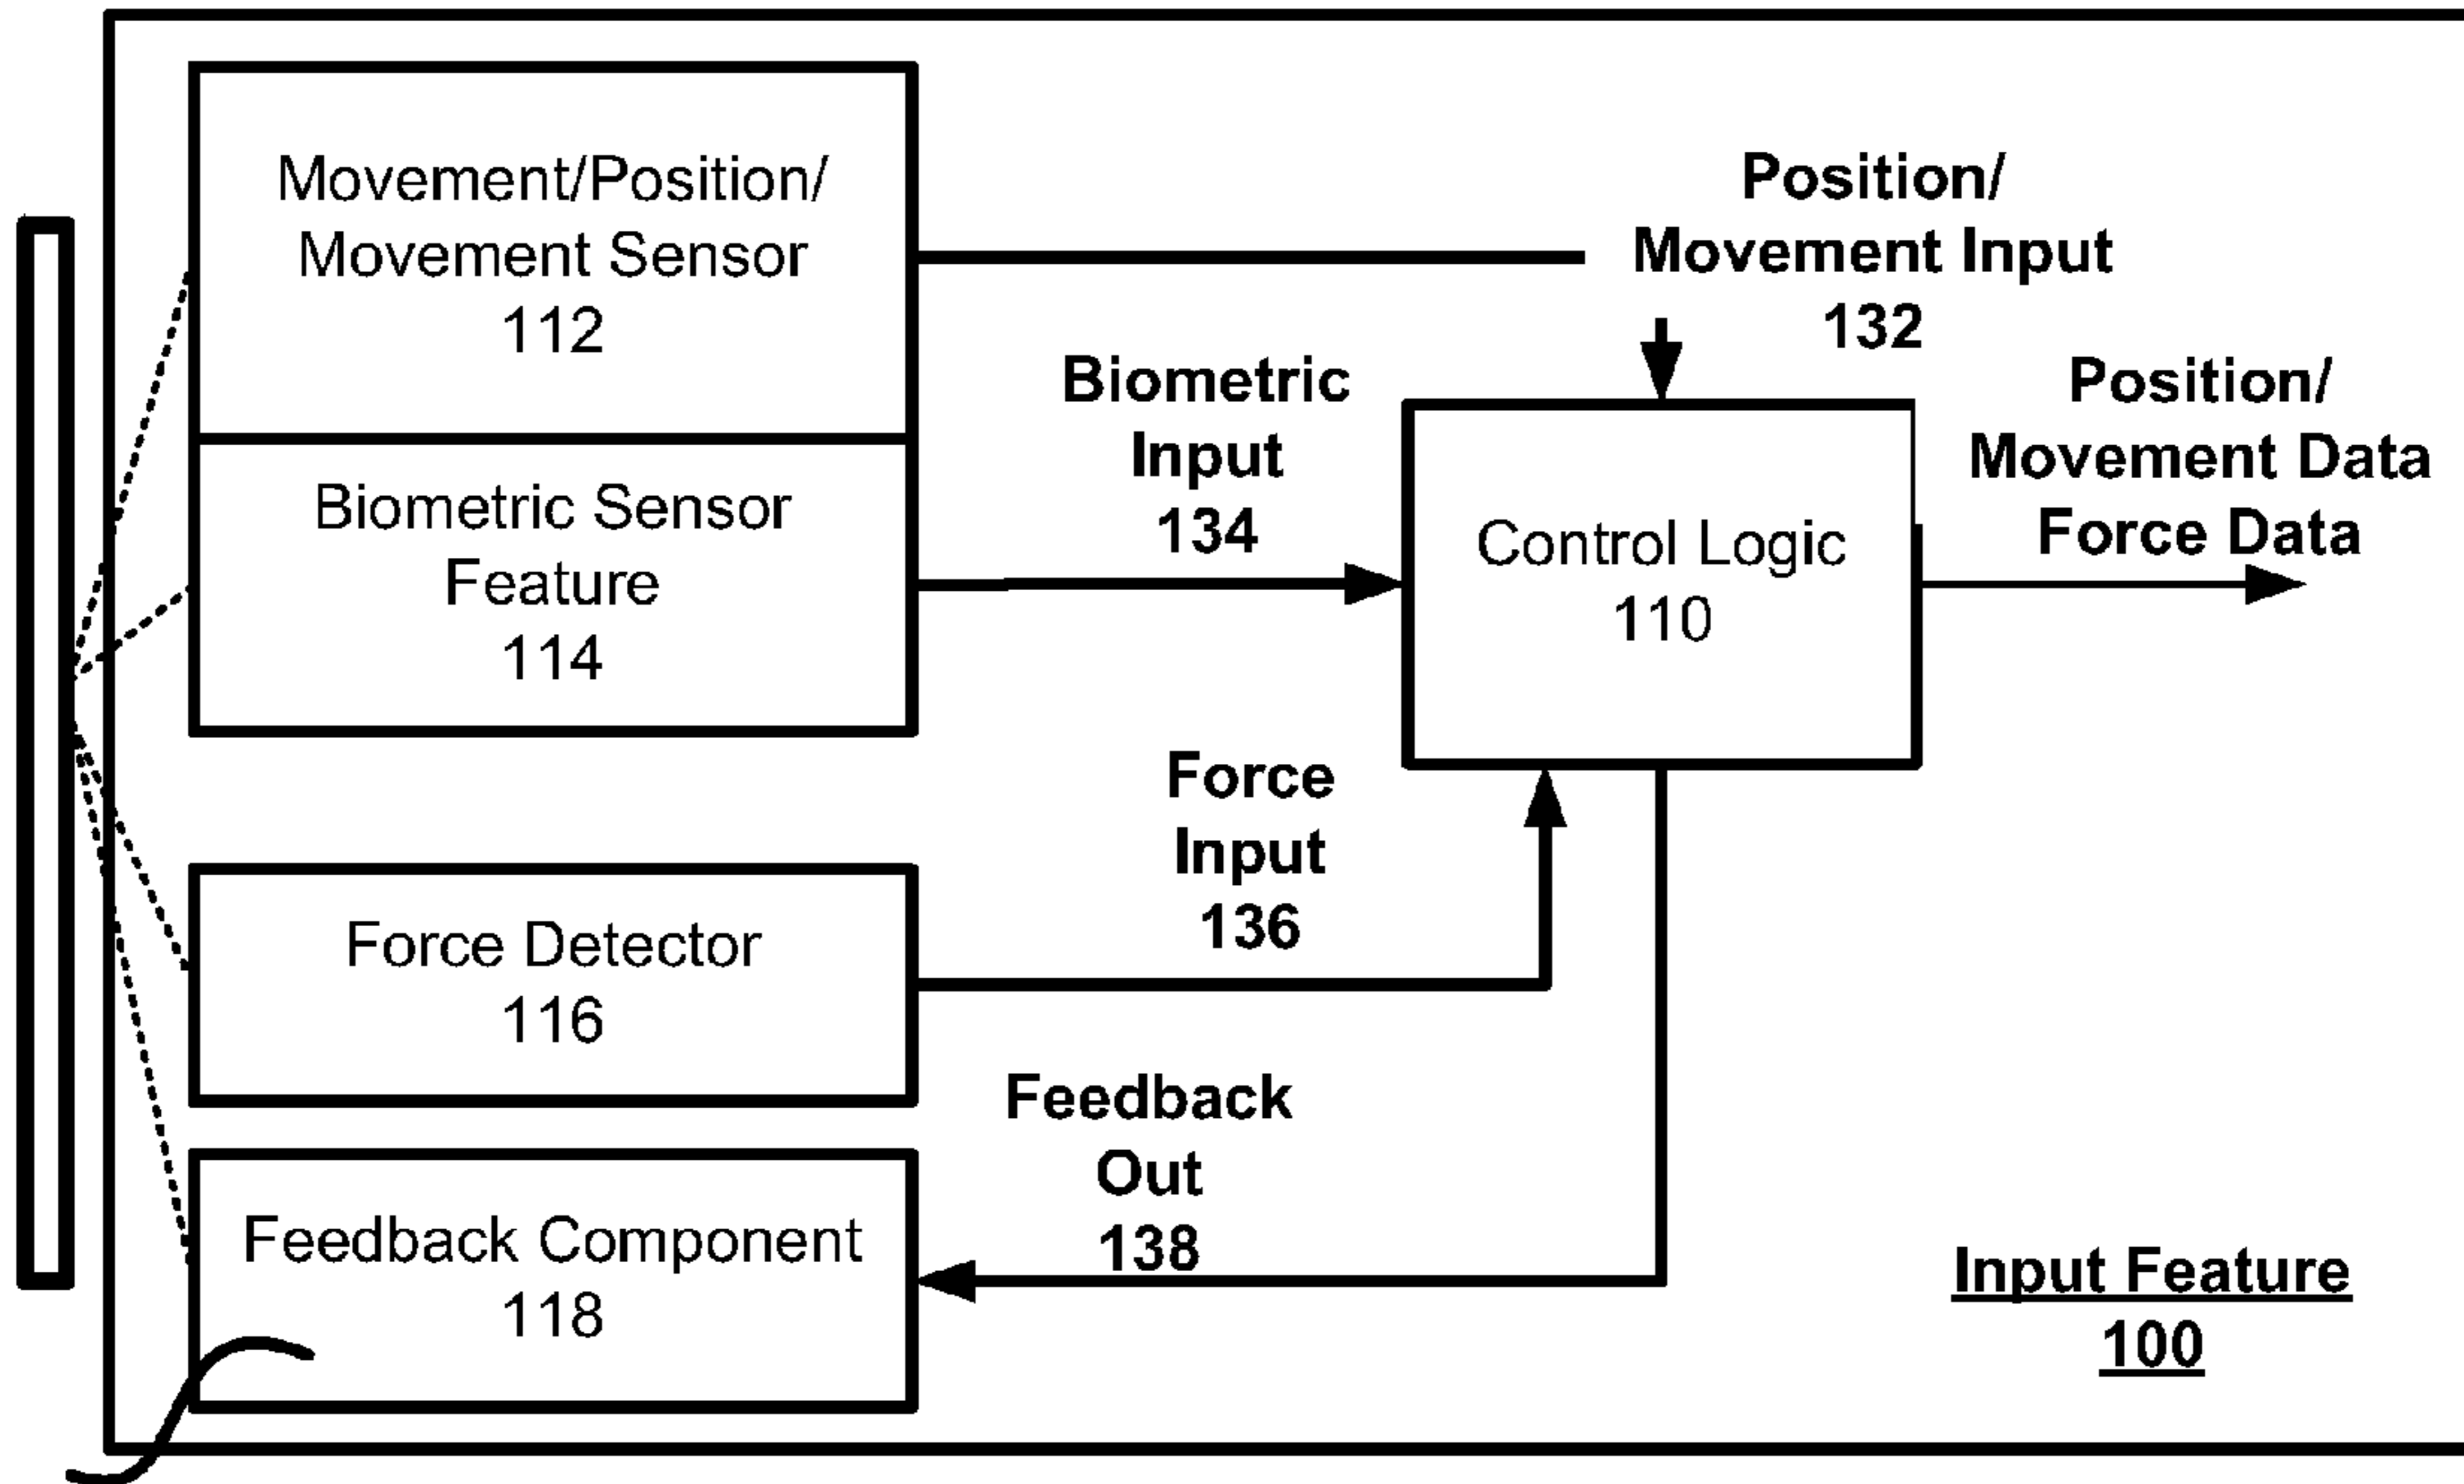 Movement/Position/
Movement Sensor
112
Position/
Movement Input
132
Biometric
Input
134
Position/
Movement Data
Force Data
Biometric Sensor
Feature
114
Control Logic
110
Force
Input
136
Force Detector
116
Feedback
Out
138
Feedback Component
118
Input Feature
100